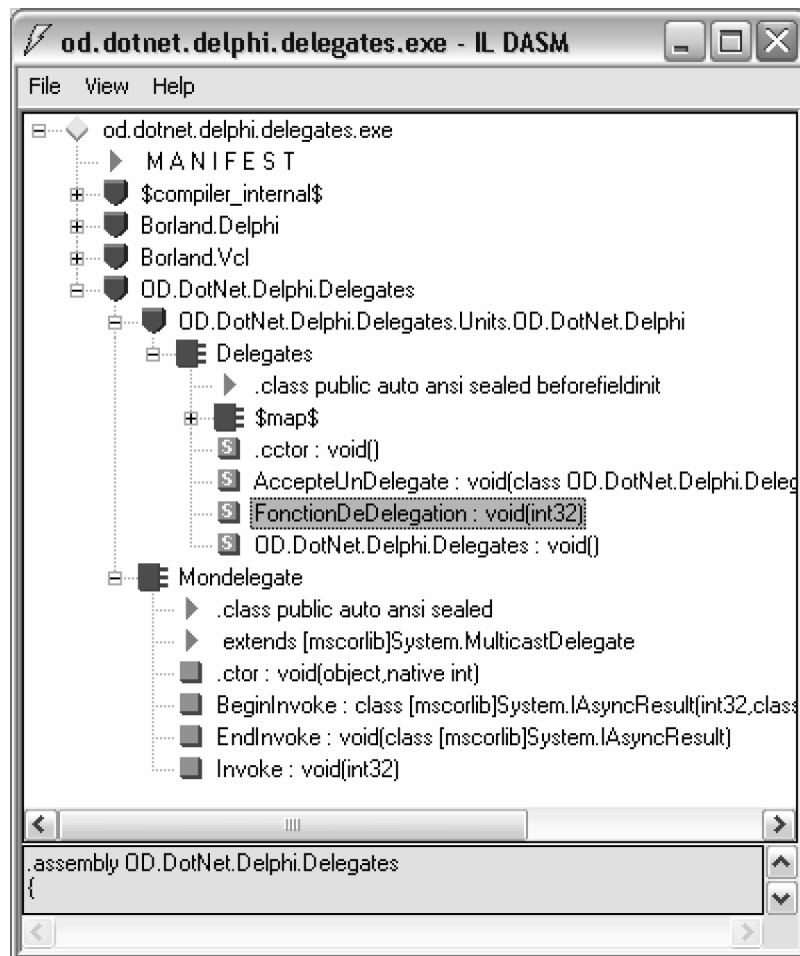 od.dotnet.delphi.delegates.exe - IL DASM
File View Help
od.dotnet.delphi.delegates.exe
M A N I F E S T
$compiler_internal$
Borland.Delphi
Borland.Vcl
OD.DotNet.Delphi.Delegates
OD.DotNet.Delphi.Delegates.Units.OD.DotNet.Delphi
Delegates
.class public auto ansi sealed beforefieldinit
$map$
S .cctor : void()
S AccepteUnDelegate : void(class OD.DotNet.Delphi.Deleg
S FonctionDeDelegation : void(int32)
S OD.DotNet.Delphi.Delegates : void()
Mondelegate
.class public auto ansi sealed
extends [mscorlib]System.MulticastDelegate
.ctor : void(object,native int)
BeginInvoke : class [mscorlib]System.IAsyncResult(int32,class
EndInvoke : void(class [mscorlib]System.IAsyncResult)
Invoke : void(int32)
.assembly OD.DotNet.Delphi.Delegates
{